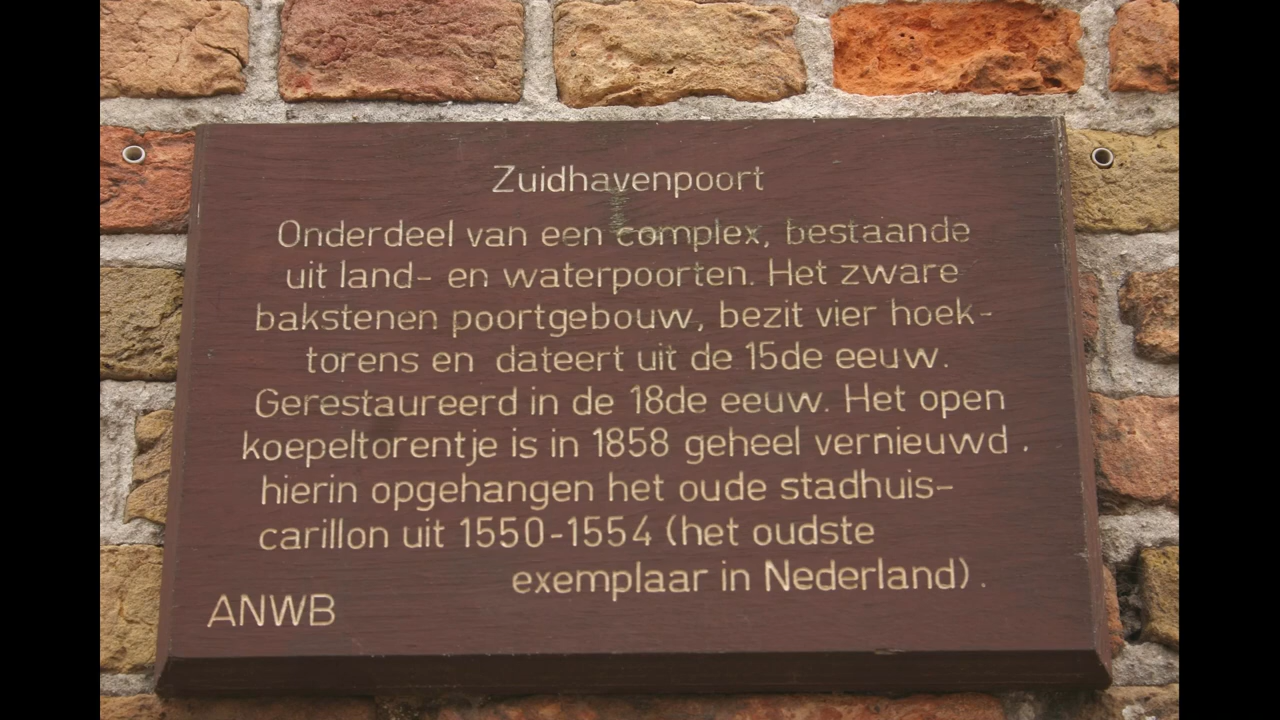 Zuidhavenpoort
Onderdeel van een complex, bestaande
uit land- en waterpoorten. Het zware
bakstenen poortgebouw, bezit vier hoek-
torens en dateert uit de 15de eeuw.
Gerestaureerd in de 18de eeuw. Het open
koepeltorentje is in 1858 geheel vernieuwd .
hierin opgehangen het oude stadhuis-
carillon uit 1550-1554 (het oudste
exemplaar in Nederland) .
ANWB